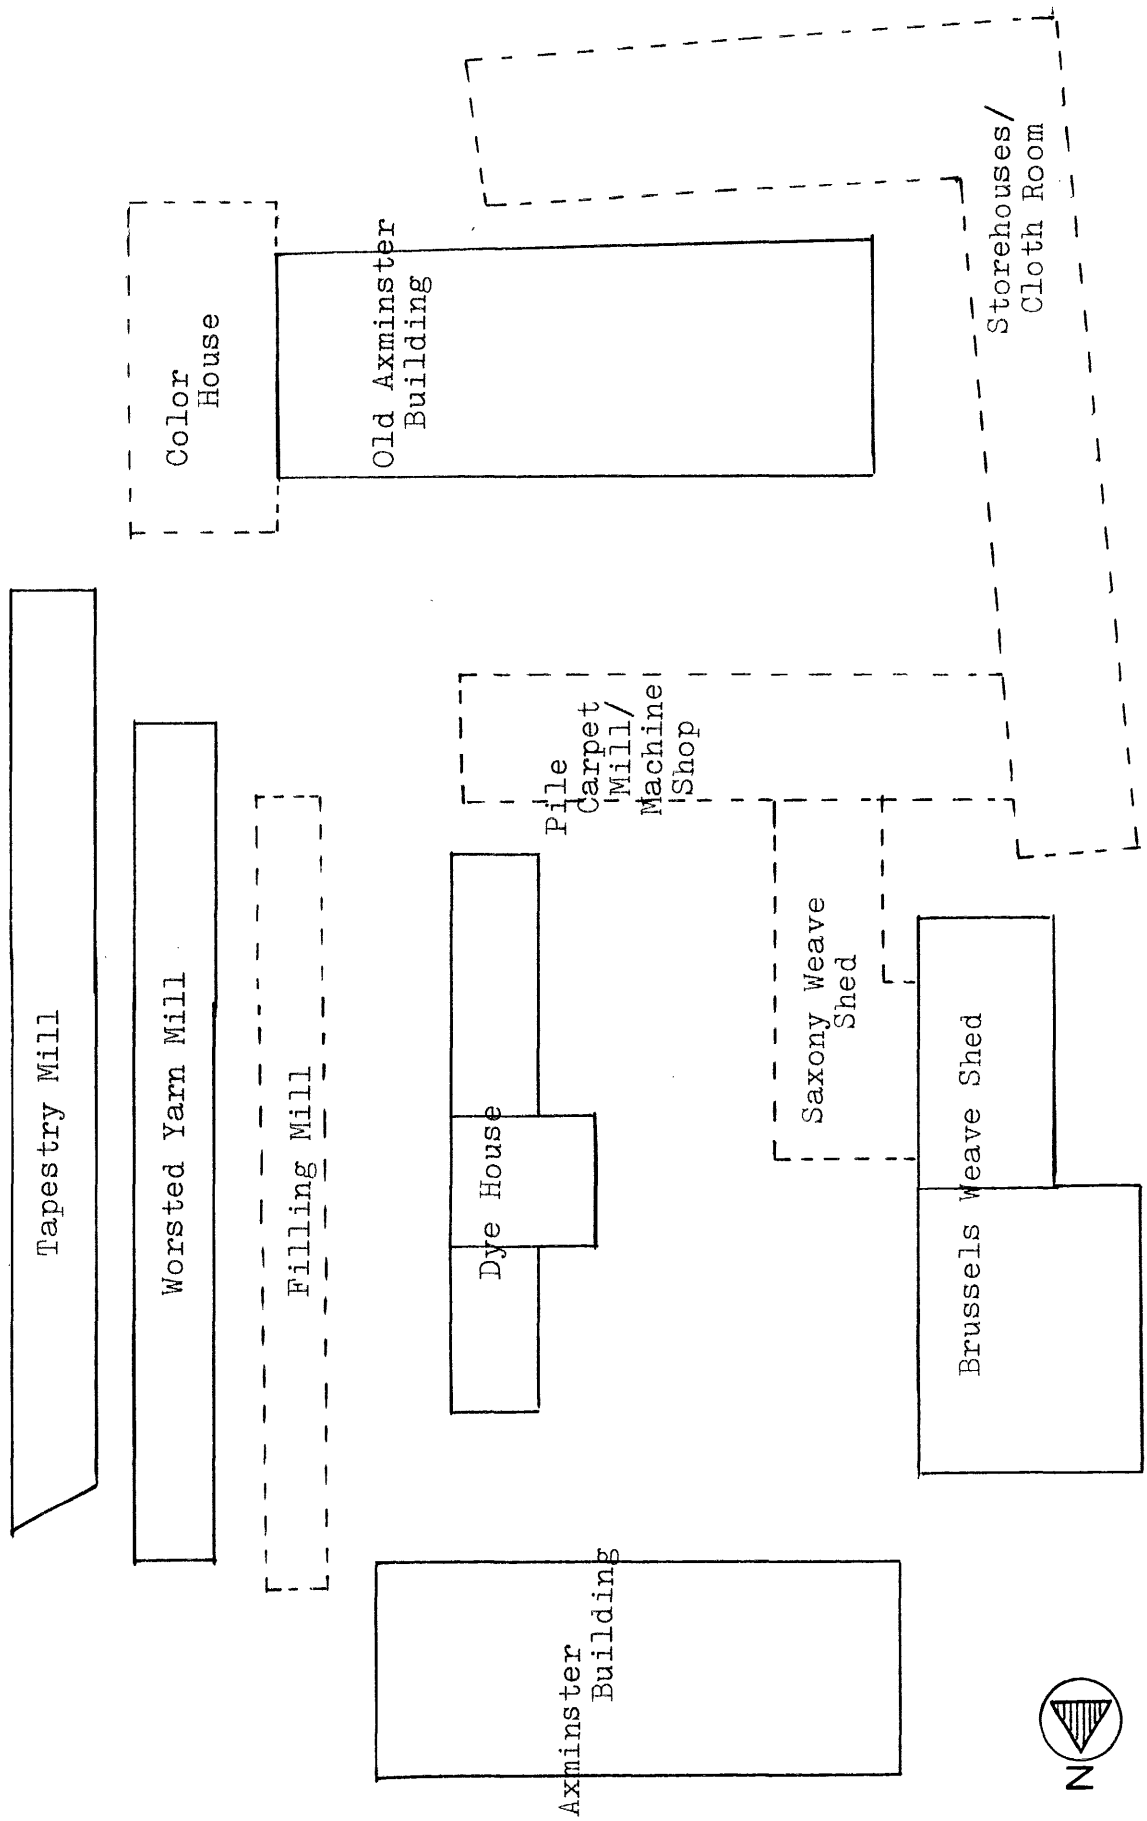 Tapestry Mill
Worsted Yarn Mill
Filling Mill
Color
House
Old Axminster
Building
Dye House
Pile
Carpet
Mill/
Machine
Shop
Saxony Weave
Shed
Brussels Weave Shed
Storehouses/
Cloth Room
Axminster
Building
N